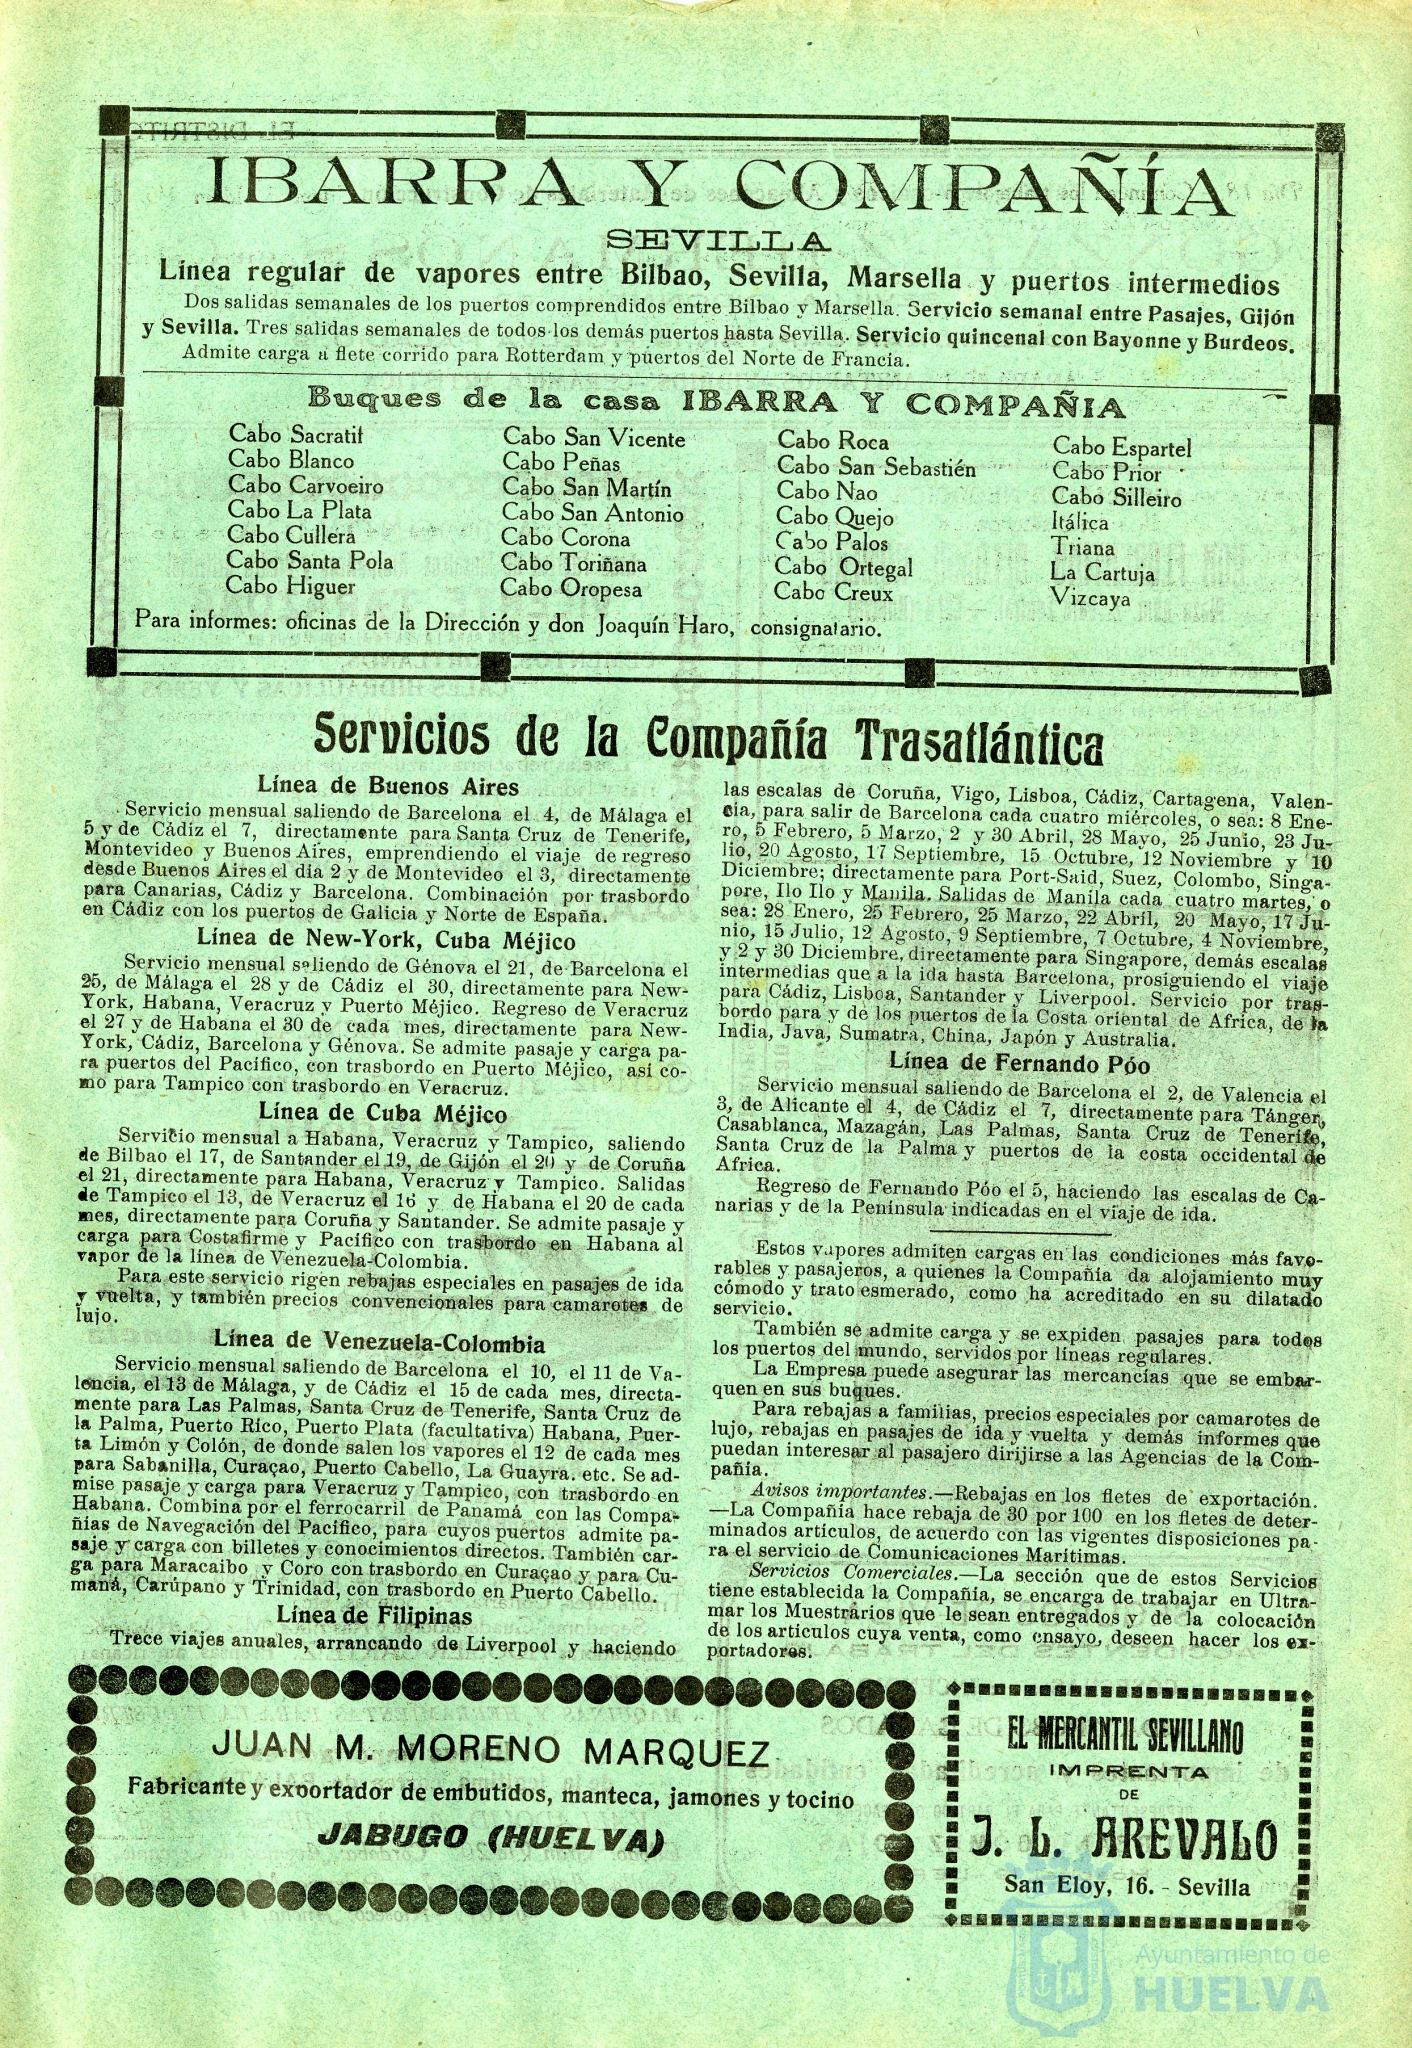 IBARRA Y COMPAÑÍA
SEVILLA
Línea regular de vapores entre Bilbao, Sevilla, Marsella y puertos intermedios
Dos salidas semanales de los puertos comprendidos entre Bilbao y Marsella. Servicio semanal entre Pasajes, Gijón
y Sevilla. Tres salidas semanales de todos los demás puertos hasta Sevilla. Servicio quincenal con Bayonne y Burdeos.
Admite carga a flete corrido para Rotterdam y puertos del Norte de Francia.
Buques de la casa IBARRA Y COMPAÑIA
Cabo Sacratif
Cabo Blanco
Cabo Carvoeiro
Cabo La Plata
Cabo Cullera
Cabo Santa Pola
Cabo Higuer
Cabo San Vicente
Cabo Peñas
Cabo San Martín
Cabo San Antonio
Cabo Corona
Cabo Toriñana
Cabo Oropesa
Cabo Roca
Cabo San Sebastién
Cabo Nao
Cabo Quejo
Cabo Palos
Cabo Ortegal
Cabo Creux
Cabo Espartel
Cabo Prior
Cabo Silleiro
Itálica
Triana
La Cartuja
Vizcaya
Para informes: oficinas de la Dirección y don Joaquín Haro, consignatario.
Servicios de la Compañía Trasatlántica
Línea de Buenos Aires
Servicio mensual saliendo de Barcelona el 4, de Málaga el
5 y de Cádiz el 7, directamente para Santa Cruz de Tenerife,
Montevideo y Buenos Aires, emprendiendo el viaje de regreso
desde Buenos Aires el día 2 y de Montevideo el 3, directamente
para Canarias, Cádiz y Barcelona. Combinación por trasbordo
en Cádiz con los puertos de Galicia y Norte de España.
Línea de New-York, Cuba Méjico
Servicio mensual saliendo de Génova el 21, de Barcelona el
25, de Málaga el 28 y de Cádiz el 30, directamente para New-
York, Habana, Veracruz y Puerto Méjico. Regreso de Veracruz
el 27 y de Habana el 30 de cada mes, directamente para New-
York, Cádiz, Barcelona y Génova. Se admite pasaje y carga pa-
ra puertos del Pacífico, con trasbordo en Puerto Méjico, así co-
mo para Tampico con trasbordo en Veracruz.
Línea de Cuba Méjico
Servicio mensual a Habana, Veracruz y Tampico, saliendo
de Bilbao el 17, de Santander el 19, de Gijón el 20 y de Coruña
el 21, directamente para Habana, Veracruz y Tampico. Salidas
de Tampico el 13, de Veracruz el 16 y de Habana el 20 de cada
mes, directamente para Coruña y Santander. Se admite pasaje y
carga para Costafirme y Pacífico con trasbordo en Habana al
vapor de la línea de Venezuela-Colombia.
Para este servicio rigen rebajas especiales en pasajes de ida
y vuelta, y también precios convencionales para camarotes de
lujo.
Línea de Venezuela-Colombia
Servicio mensual saliendo de Barcelona el 10, el 11 de Va-
lencia, el 13 de Málaga, y de Cádiz el 15 de cada mes, directa-
mente para Las Palmas, Santa Cruz de Tenerife, Santa Cruz de
la Palma, Puerto Rico, Puerto Plata (facultativa) Habana, Puer-
ta Limón y Colón, de donde salen los vapores el 12 de cada mes
para Sabanilla, Curaçao, Puerto Cabello, La Guayra. etc. Se ad-
mise pasaje y carga para Veracruz y Tampico, con trasbordo en
Habana. Combina por el ferrocarril de Panamá con las Compa-
ñias de Navegación del Pacífico, para cuyos puertos admite pa-
saje y carga con billetes y conocimientos directos. También car-
ga para Maracaibo y Coro con trasbordo en Curaçao y para Cu-
maná, Carúpano y Trinidad, con trasbordo en Puerto Cabello.
Línea de Filipinas
Trece viajes anuales, arrancando de Liverpool y haciendo
las escalas de Coruña, Vigo, Lisboa, Cádiz, Cartagena, Valen-
cia, para salir de Barcelona cada cuatro miércoles, o sea: 8 Ene-
ro, 5 Febrero, 5 Marzo, 2 y 30 Abril, 28 Mayo, 25 Junio, 23 Ju-
lio, 20 Agosto, 17 Septiembre, 15 Octubre, 12 Noviembre y 10
Diciembre; directamente para Port-Said, Suez, Colombo, Singa-
pore, Ilo Ilo y Manila. Salidas de Manila cada cuatro martes, o
sea: 28 Enero, 25 Febrero, 25 Marzo, 22 Abril, 20 Mayo, 17 Ju-
nio, 15 Julio, 12 Agosto, 9 Septiembre, 7 Octubre, 4 Noviembre,
y 2 y 30 Diciembre, directamente para Singapore, demás escalas
intermedias que a la ida hasta Barcelona, prosiguiendo el viaje
para Cádiz, Lisboa, Santander y Liverpool. Servicio por tras-
bordo para y de los puertos de la Costa oriental de Africa, de la
India, Java, Sumatra, China, Japón y Australia.
Línea de Fernando Póo
Servicio mensual saliendo de Barcelona el 2, de Valencia el
3, de Alicante el 4, de Cádiz el 7, directamente para Tánger,
Casablanca, Mazagán, Las Palmas, Santa Cruz de Tenerife,
Santa Cruz de la Palma y puertos de la costa occidental de
Africa.
Regreso de Fernando Póo el 5, haciendo las escalas de Ca-
narias y de la Península indicadas en el viaje de ida.
Estos vapores admiten cargas en las condiciones más favo-
rables y pasajeros, a quienes la Compañía da alojamiento muy
cómodo y trato esmerado, como ha acreditado en su dilatado
servicio.
También se admite carga y se expiden pasajes para todos
los puertos del mundo, servidos por líneas regulares.
La Empresa puede asegurar las mercancías que se embar-
quen en sus buques.
Para rebajas a familias, precios especiales por camarotes de
lujo, rebajas en pasajes de ida y vuelta y demás informes que
puedan interesar al pasajero dirijirse a las Agencias de la Com-
pañía.
Avisos importantes.—Rebajas en los fletes de exportación.
—La Compañía hace rebaja de 30 por 100 en los fletes de deter-
minados artículos, de acuerdo con las vigentes disposiciones pa-
ra el servicio de Comunicaciones Marítimas.
Servicios Comerciales.—La sección que de estos Servicios
tiene establecida la Compañía, se encarga de trabajar en Ultra-
mar los Muestrarios que le sean entregados y de la colocación
de los artículos cuya venta, como ensayo, deseen hacer los ex-
portadores.
JUAN M. MORENO MARQUEZ
Fabricante y exportador de embutidos, manteca, jamones y tocino
JABUGO (HUELVA)
EL MERCANTIL SEVILLANO
IMPRENTA
DE
J. L. AREVALO
San Eloy, 16. - Sevilla
Ayuntamiento de
HUELVA